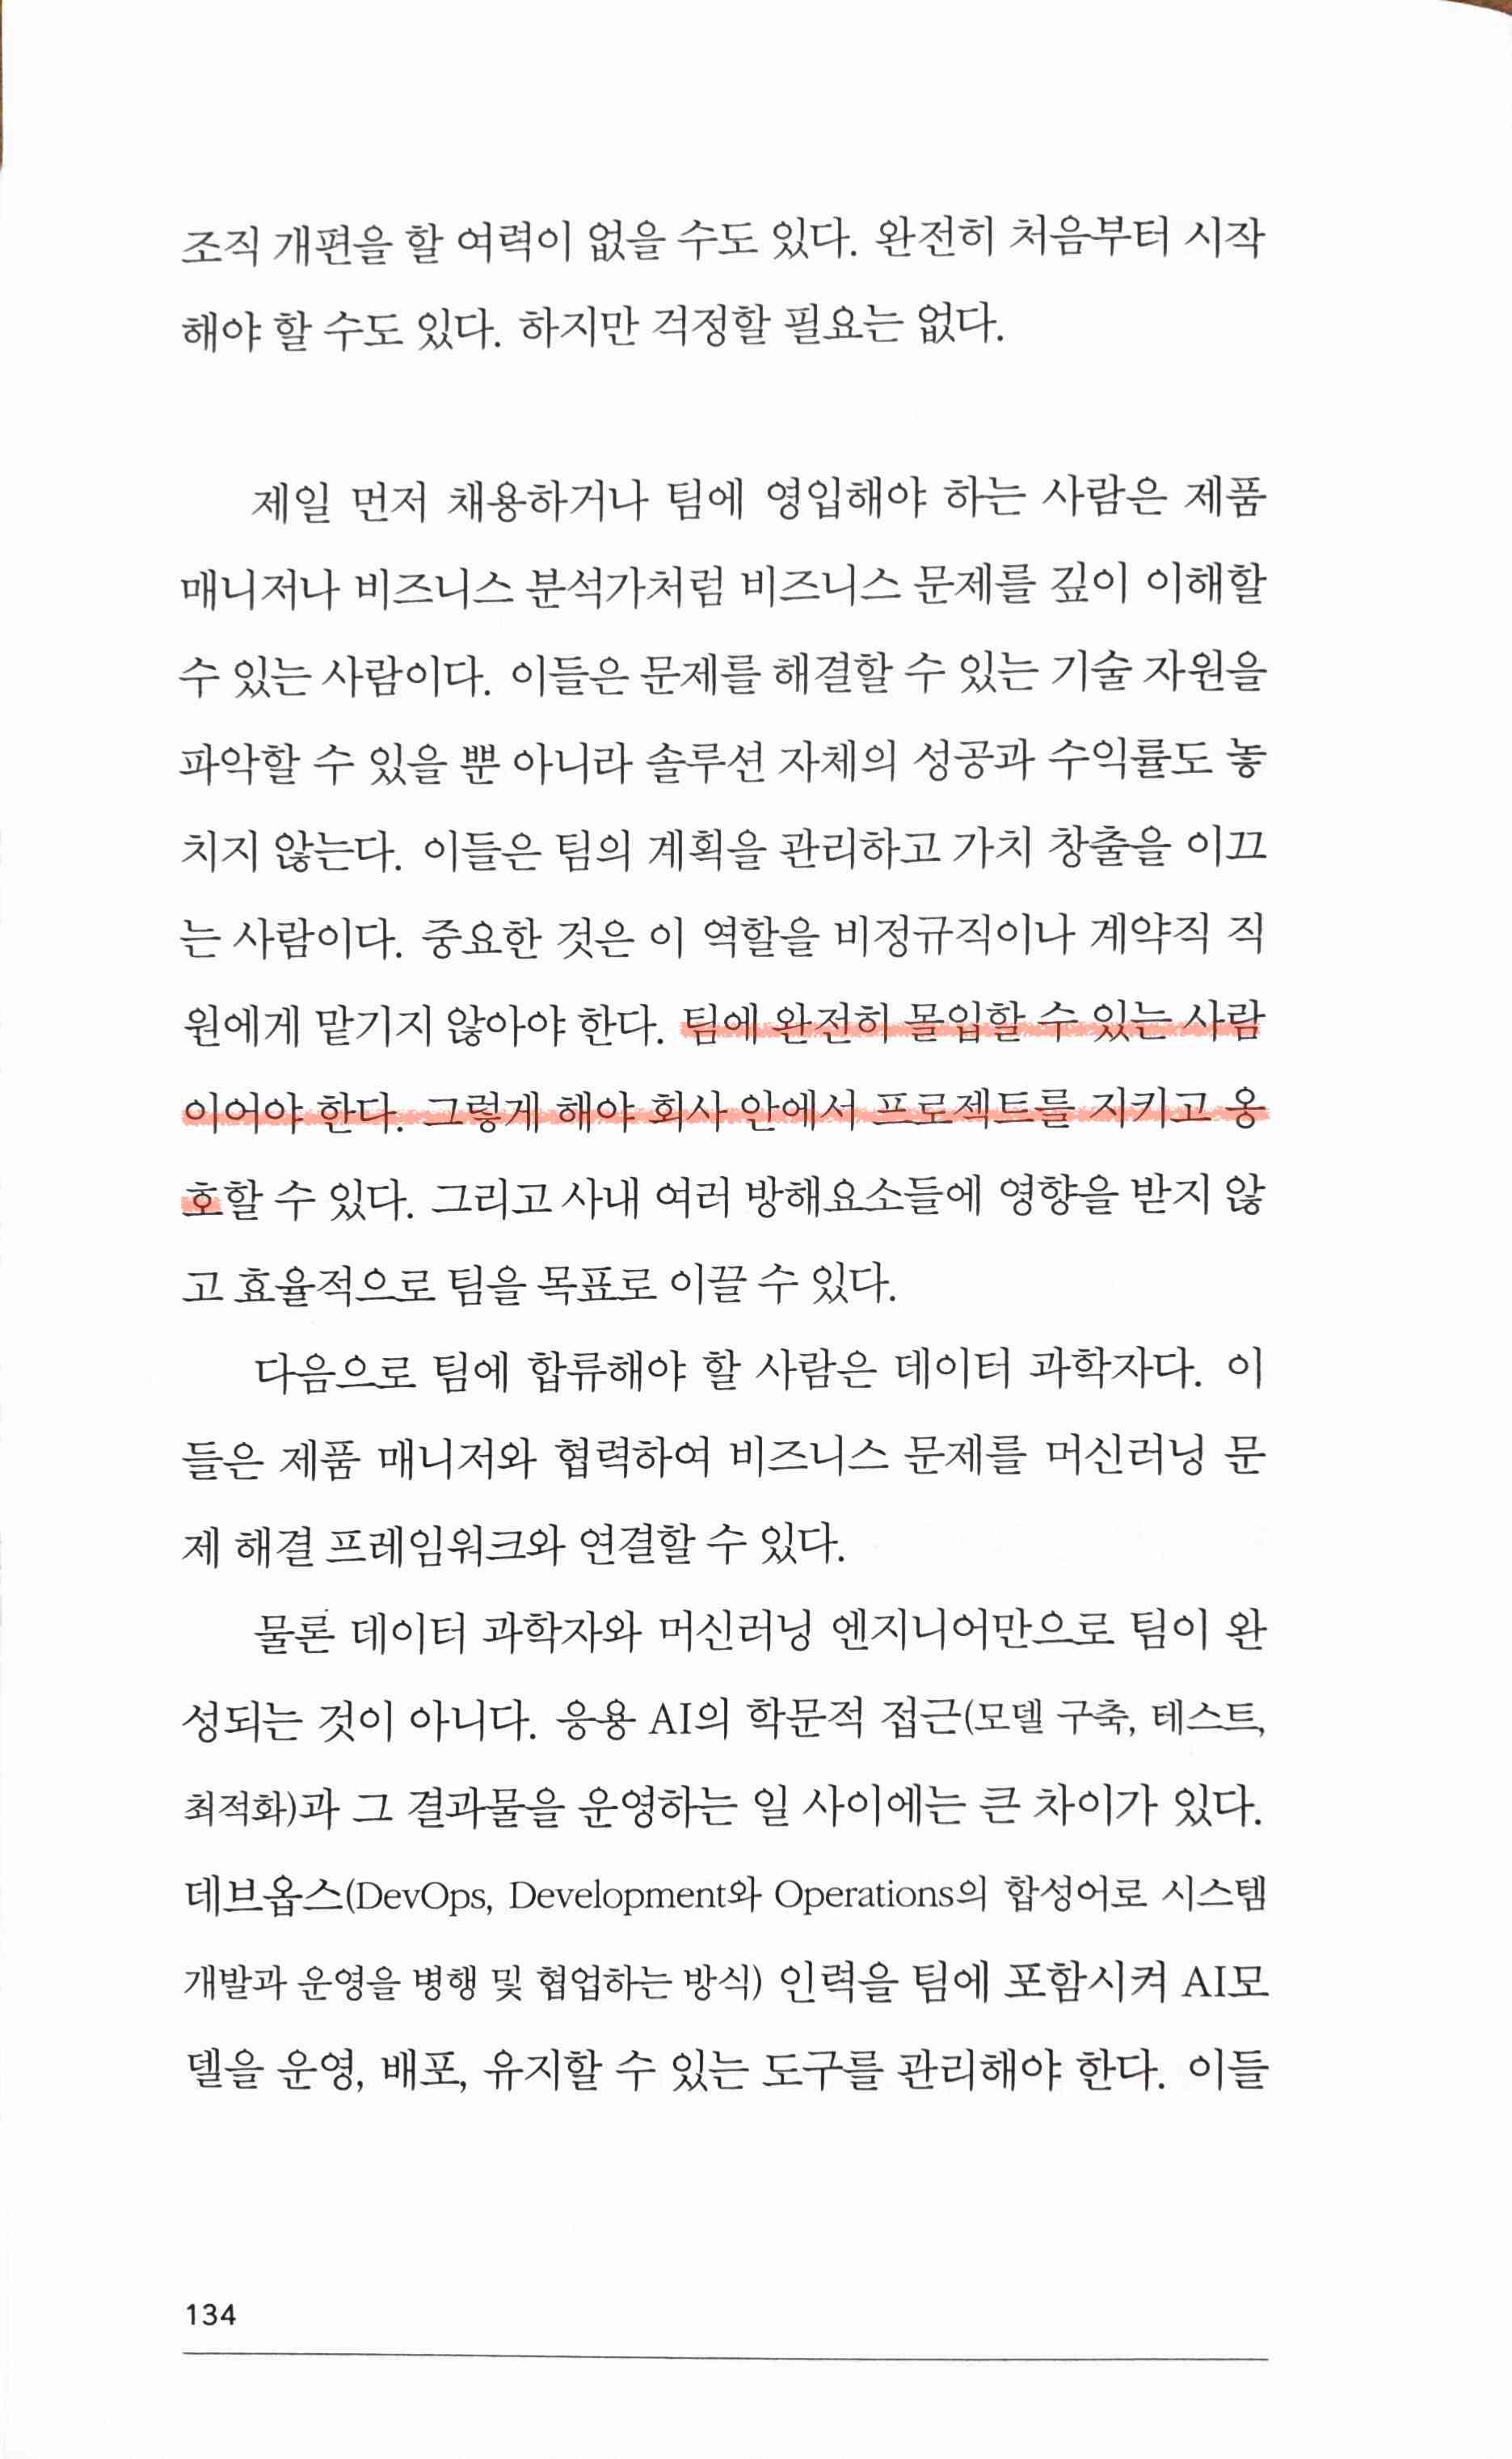 조직 개편을 할 여력이 없을 수도 있다. 완전히 처음부터 시작
해야 할 수도 있다. 하지만 걱정할 필요는 없다.
제일 먼저 채용하거나 팀에 영입해야 하는 사람은 제품
매니저나 비즈니스 분석가처럼 비즈니스 문제를 깊이 이해할
수 있는 사람이다. 이들은 문제를 해결할 수 있는 기술 자원을
파악할 수 있을 뿐 아니라 솔루션 자체의 성공과 수익률도 놓
치지 않는다. 이들은 팀의 계획을 관리하고 가치 창출을 이끄
는 사람이다. 중요한 것은 이 역할을 비정규직이나 계약직 직
원에게 맡기지 않아야 한다. 팀에 완전히 몰입할 수 있는 사람
이어야 한다. 그렇게 해야 회사 안에서 프로젝트를 지키고 옹
호할 수 있다. 그리고 사내 여러 방해요소들에 영향을 받지 않
고 효율적으로 팀을 목표로 이끌 수 있다.
다음으로 팀에 합류해야 할 사람은 데이터 과학자다. 이
들은 제품 매니저와 협력하여 비즈니스 문제를 머신러닝 문
제 해결 프레임워크와 연결할 수 있다.
물론 데이터 과학자와 머신러닝 엔지니어만으로 팀이 완
성되는 것이 아니다. 응용 AI의 학문적 접근(모델 구축, 테스트,
최적화)과 그 결과물을 운영하는 일 사이에는 큰 차이가 있다.
데브옵스(DevOps, Development와 Operations의 합성어로 시스템
개발과 운영을 병행 및 협업하는 방식) 인력을 팀에 포함시켜 AI모
델을 운영, 배포, 유지할 수 있는 도구를 관리해야 한다. 이들
134